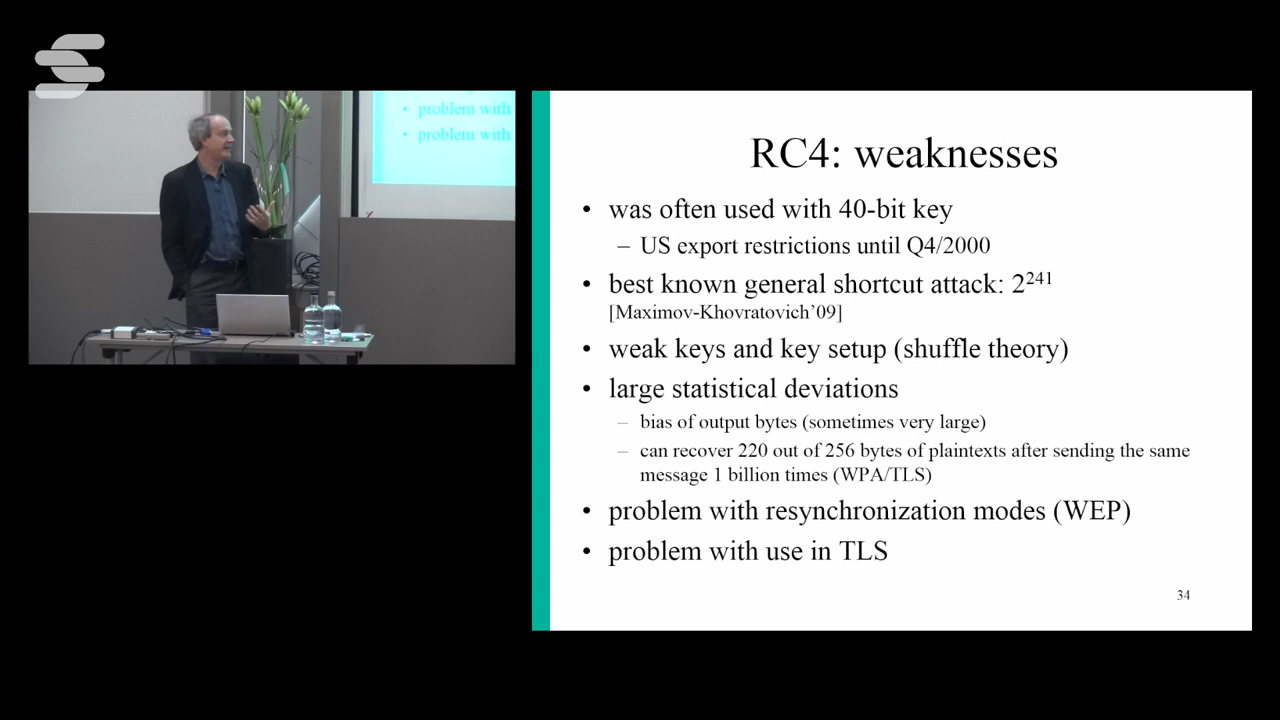 • problem with
• problem with
RC4: weaknesses
• was often used with 40-bit key
– US export restrictions until Q4/2000
• best known general shortcut attack: 2²⁴¹
[Maximov-Khovratovich’09]
• weak keys and key setup (shuffle theory)
• large statistical deviations
– bias of output bytes (sometimes very large)
– can recover 220 out of 256 bytes of plaintexts after sending the same
message 1 billion times (WPA/TLS)
• problem with resynchronization modes (WEP)
• problem with use in TLS
34